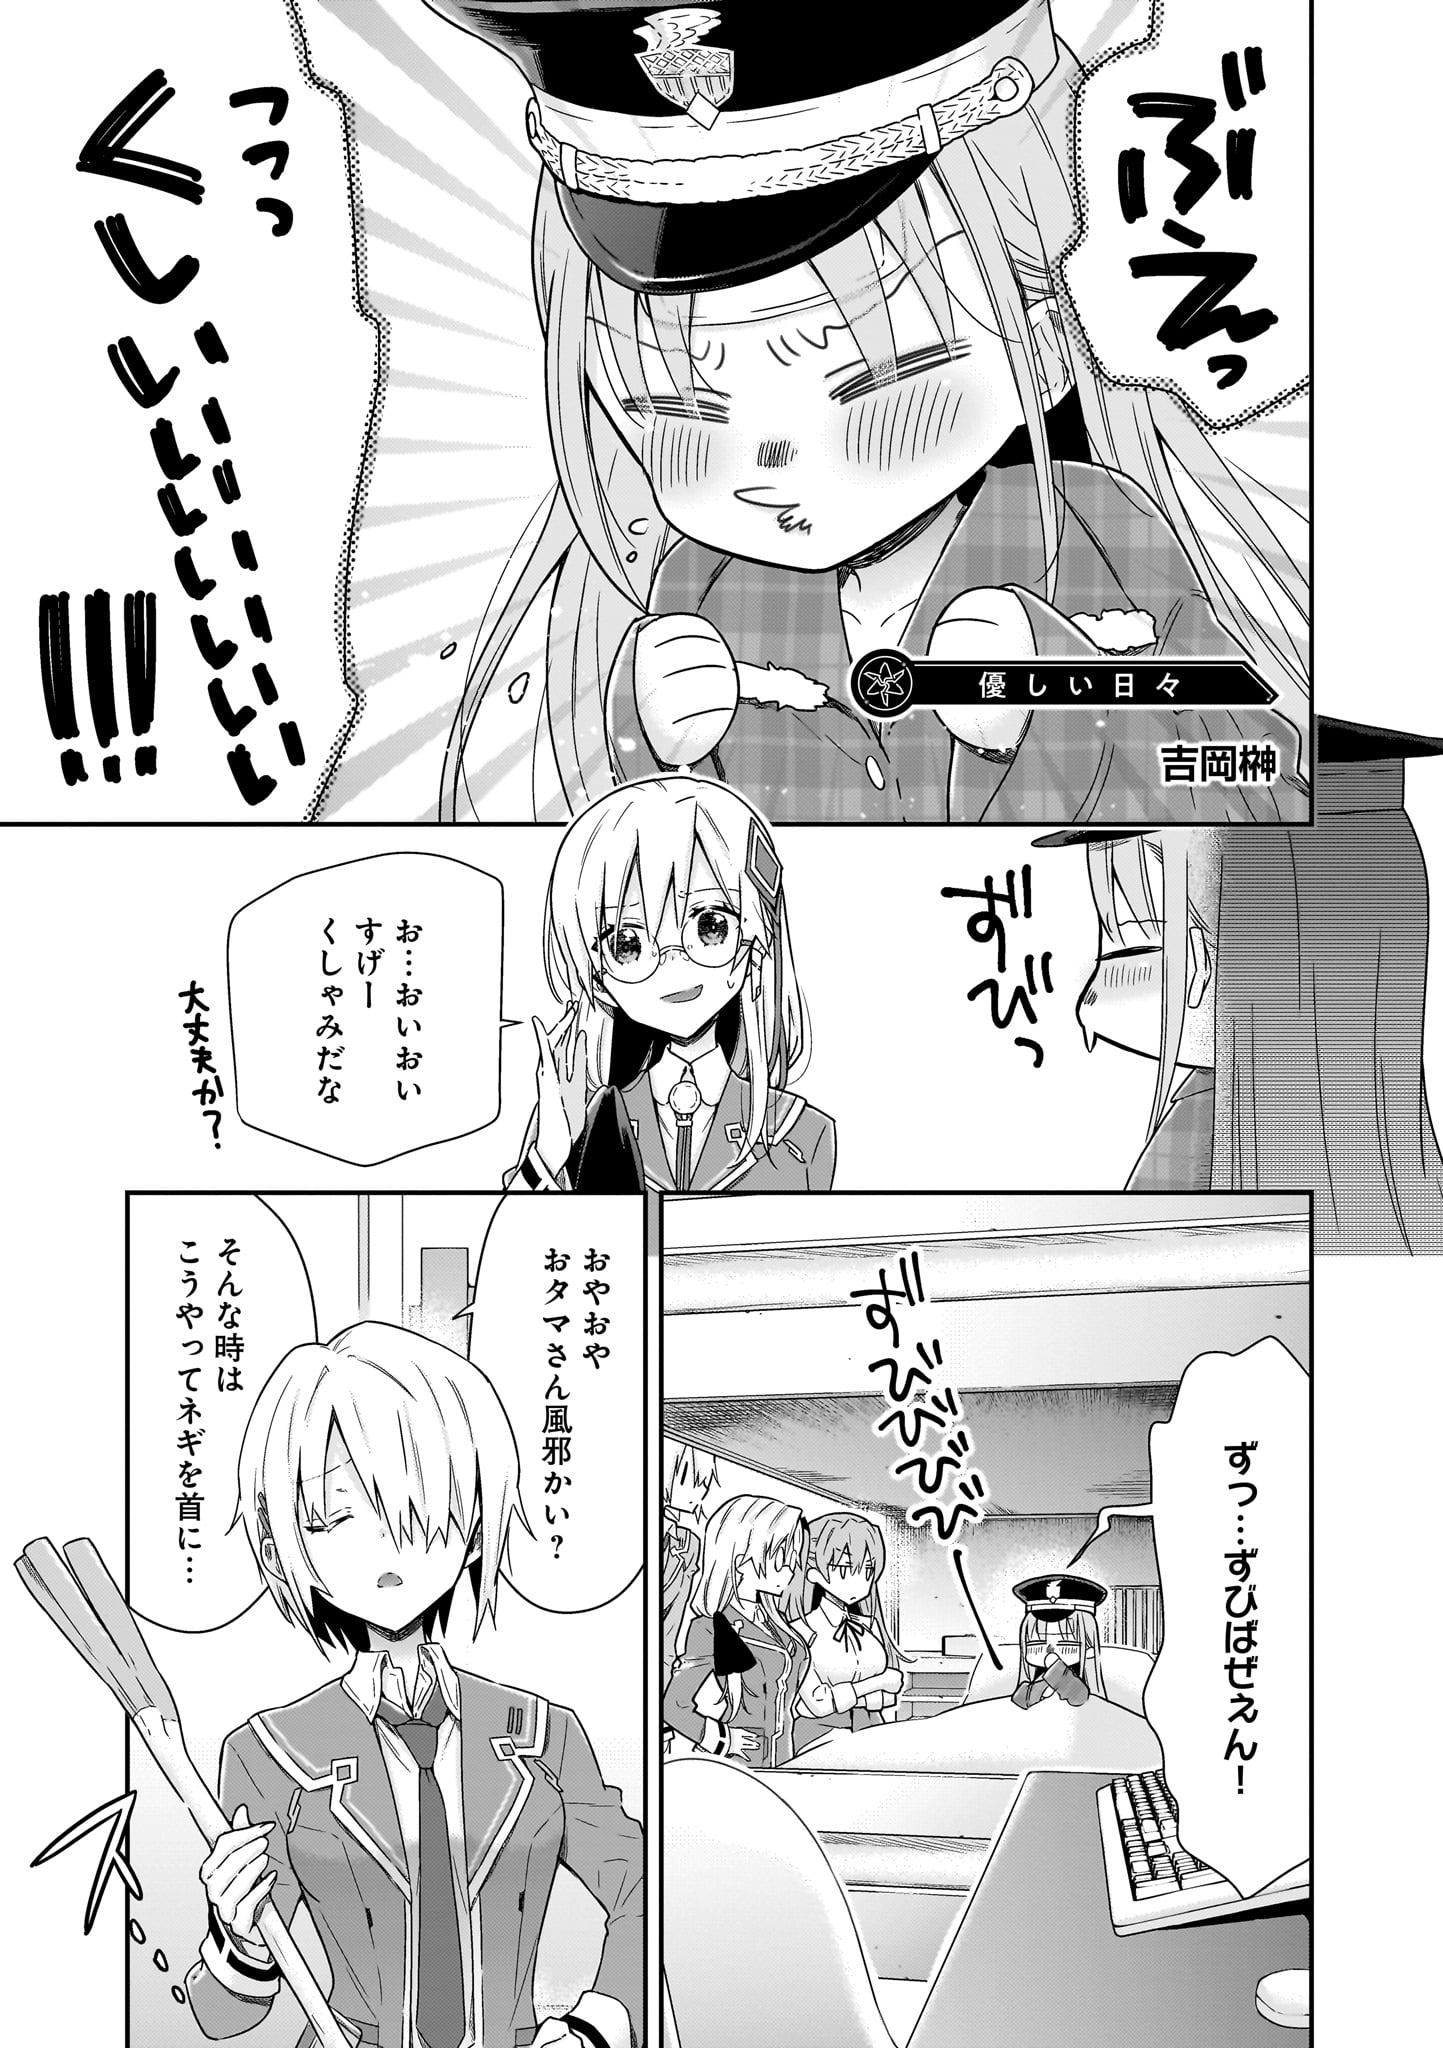 ぶえっ
くっっ
くしいいいいいいい
!!!
優しい日々
吉岡榊
ずびっ
お…おいおい
すげー
くしゃみだな
大丈夫か?
ずっ…ずびばぜぇん!
ずびびびび
おやおや
おタマさん風邪かい?
そんな時は
こうやってネギを首に…
ス…